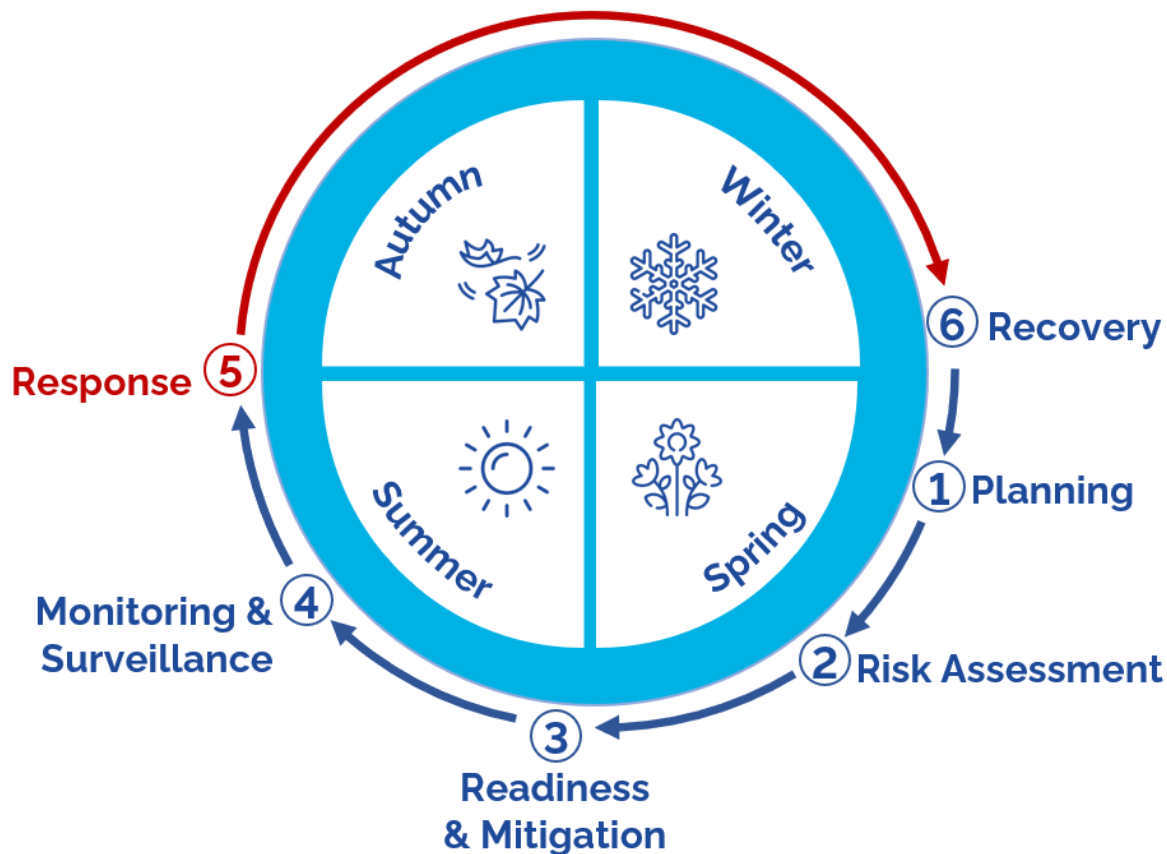 Autumn
Winter
Summer
Spring
6 Recovery
1 Planning
2 Risk Assessment
3
Readiness
& Mitigation
4
Monitoring &
Surveillance
Response 5